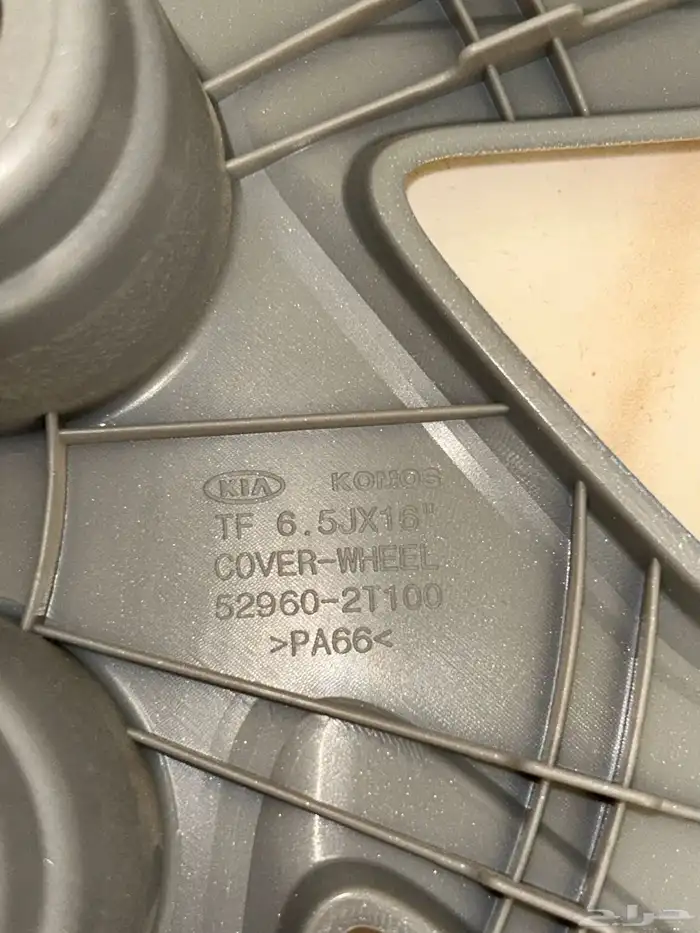 KIA KOMOS
TF 6.5JX16"
COVER-WHEEL
52960-2T100
>PA66<
حراج